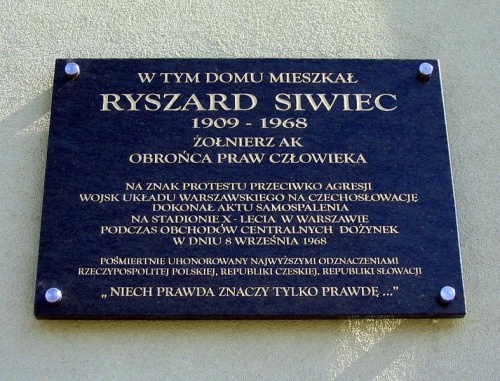 W TYM DOMU MIESZKAŁ
RYSZARD SIWIEC
1909 - 1968
ŻOŁNIERZ AK
OBROŃCA PRAW CZŁOWIEKA
NA ZNAK PROTESTU PRZECIWKO AGRESJI
WOJSK UKŁADU WARSZAWSKIEGO NA CZECHOSŁOWACJĘ
DOKONAŁ AKTU SAMOSPALENIA
NA STADIONIE X - LECIA W WARSZAWIE
PODCZAS OBCHODÓW CENTRALNYCH DOŻYNEK
W DNIU 8 WRZEŚNIA 1968
POŚMIERTNIE UHONOROWANY NAJWYŻSZYMI ODZNACZENIAMI
RZECZYPOSPOLITEJ POLSKIEJ, REPUBLIKI CZESKIEJ, REPUBLIKI SŁOWACJI
„NIECH PRAWDA ZNACZY TYLKO PRAWDĘ ...”